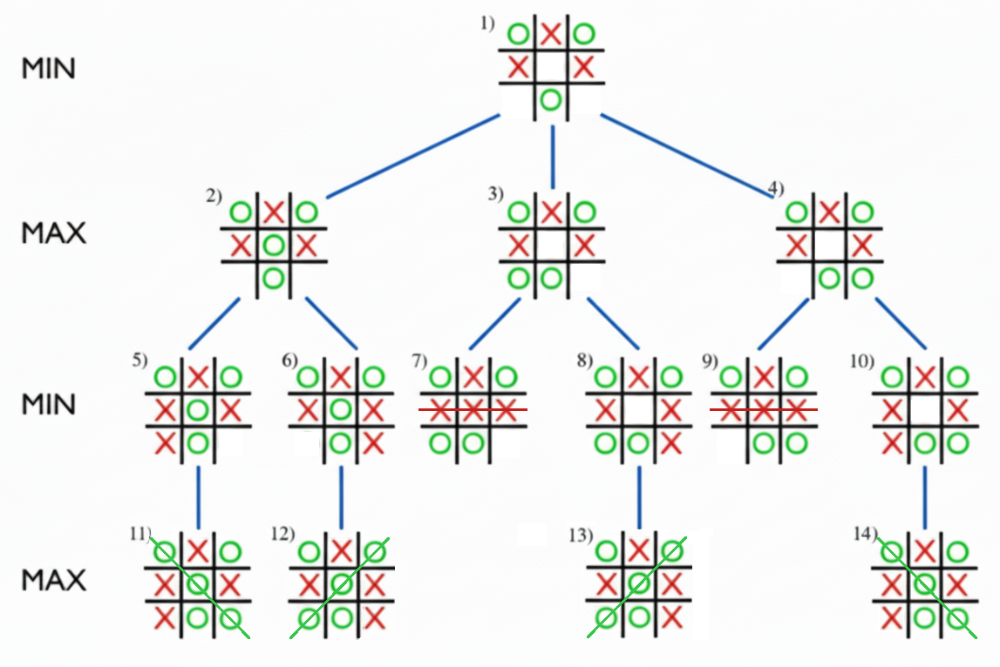 MIN
1)
O X O
X X
O
MAX
2)
O X O
X O X
O
3)
O X O
X X
O O
4)
O X O
X X
O O
MIN
5)
O X O
X O X
X O
6)
O X O
X O X
O X
7)
O X O
X X X
O O
8)
O X O
X X
O O X
9)
O X O
X X X
O O
10)
O X O
X X
X O O
MAX
11)
O X O
X O X
X O O
12)
O X O
X O X
O O X
13)
O X O
X O X
O O X
14)
O X O
X O X
X O O